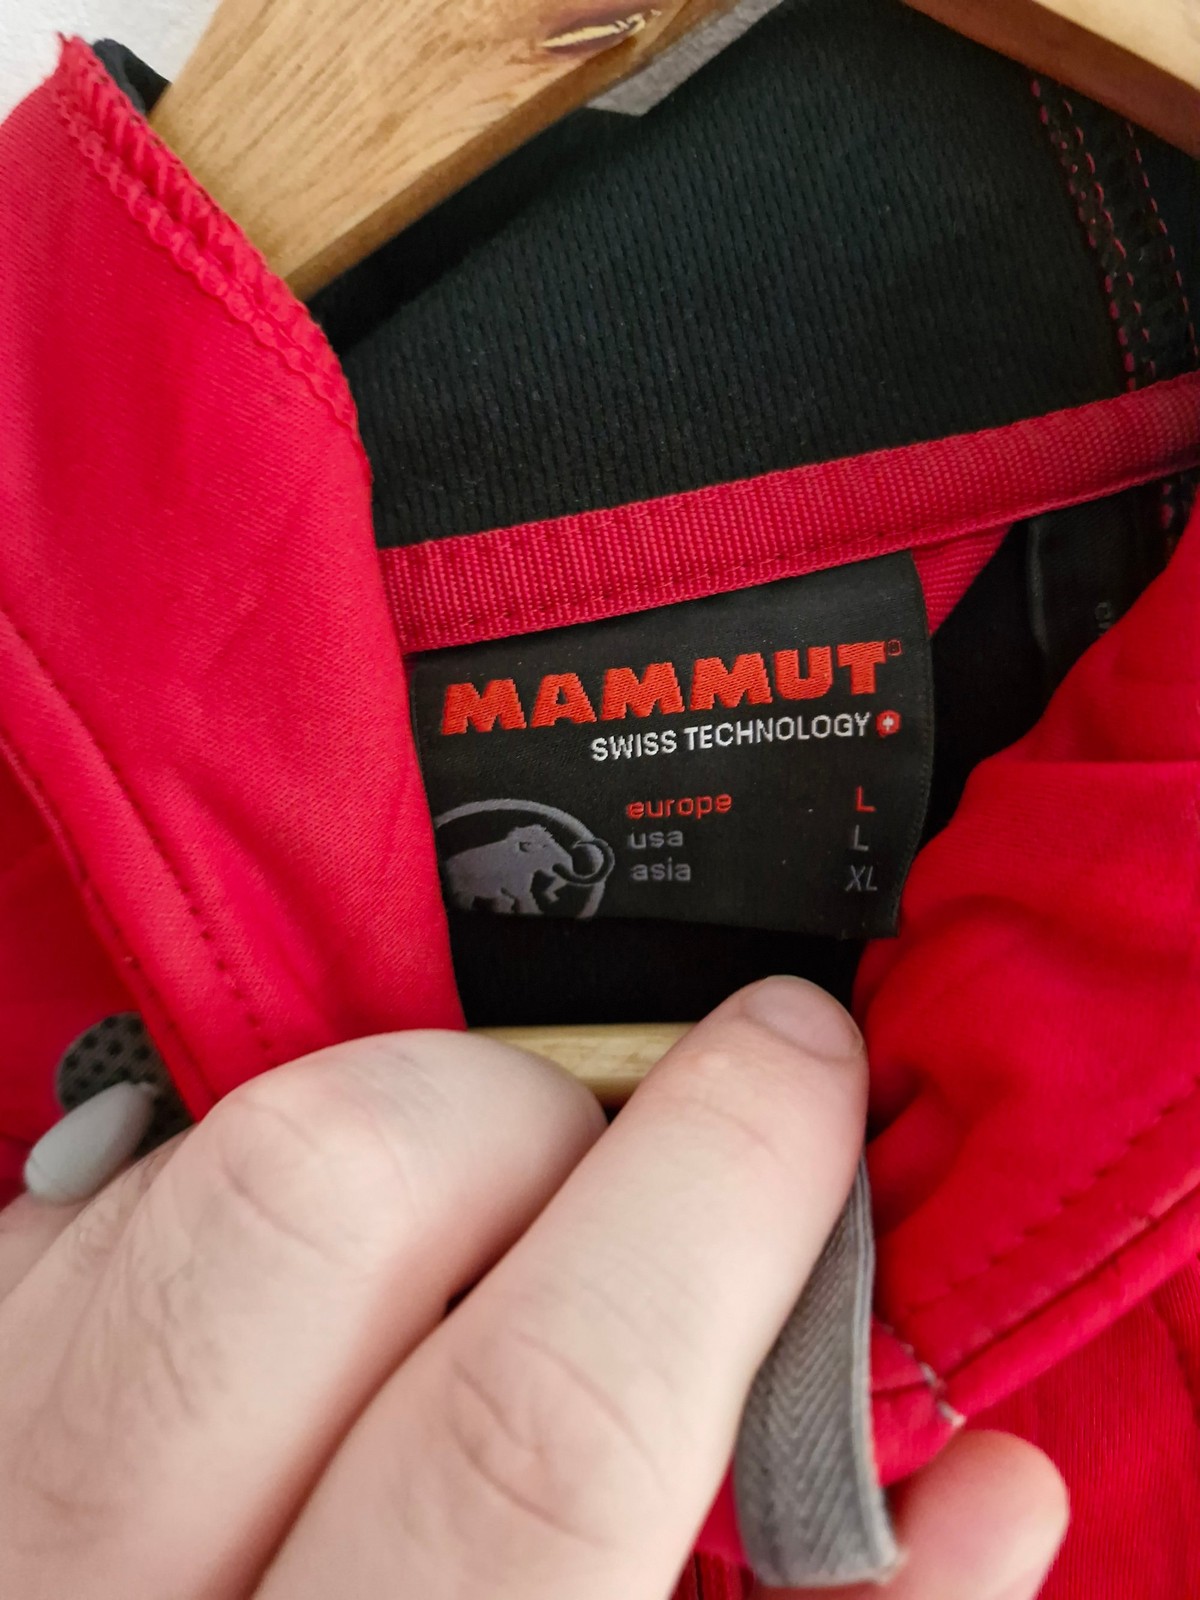 MAMMUT®
SWISS TECHNOLOGY
europe L
usa L
asia XL